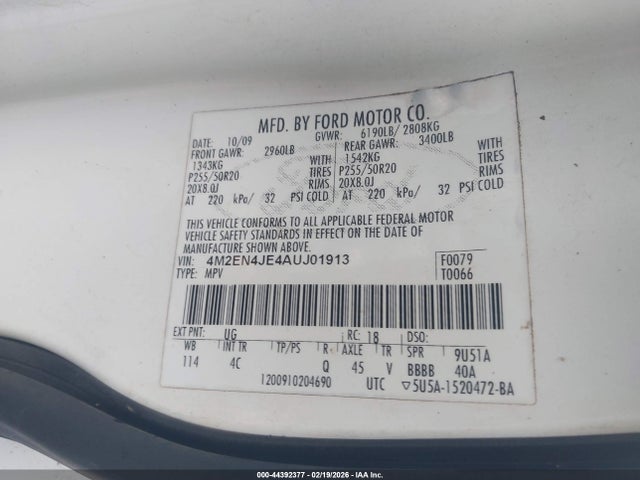 MFD. BY FORD MOTOR CO.
DATE: 10/09 GVWR: 6190LB/ 2808KG
FRONT GAWR: 2960LB REAR GAWR: 3400LB
1343KG WITH 1542KG WITH
P255/50R20 TIRES P255/50R20 TIRES
20X8.0J RIMS 20X8.0J RIMS
AT 220 kPa/ 32 PSI COLD AT 220 kPa/ 32 PSI COLD
THIS VEHICLE CONFORMS TO ALL APPLICABLE FEDERAL MOTOR
VEHICLE SAFETY STANDARDS IN EFFECT ON THE DATE OF
MANUFACTURE SHOWN ABOVE.
VIN: 4M2EN4JE4AUJ01913 F0079
TYPE: MPV T0066
EXT PNT: UG RC: 18 DSO:
WB INT TR TP/PS R AXLE TR SPR 9U51A
114 4C Q 45 V BBBB 40A
1200910204690 UTC ▽5U5A-1520472-BA
000-44392377 - 02/19/2026 - IAA Inc.